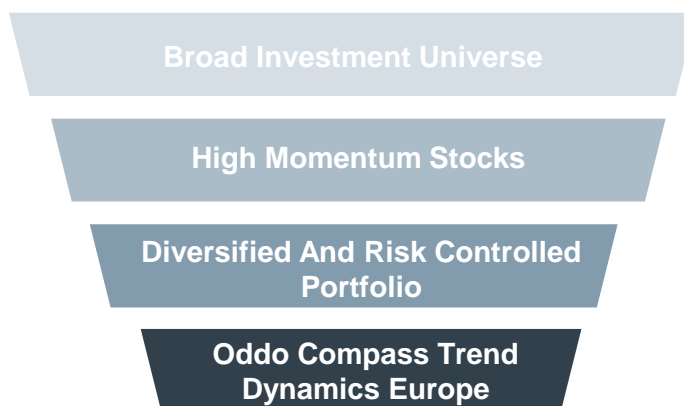 Broad Investment Universe
High Momentum Stocks
Diversified And Risk Controlled
Portfolio
Oddo Compass Trend
Dynamics Europe